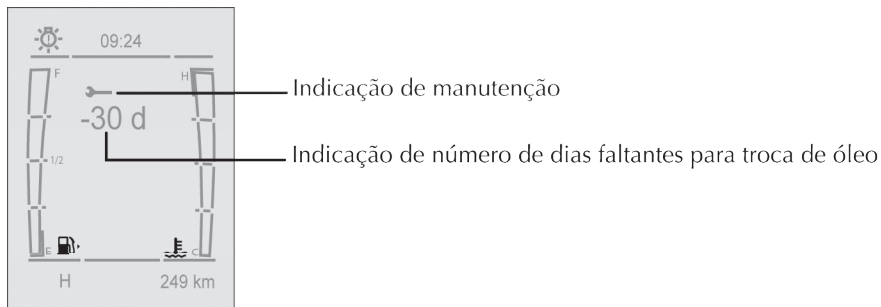 09:24
F
H
Indicação de manutenção
-30 d
Indicação de número de dias faltantes para troca de óleo
1/2
E
C
H
249 km